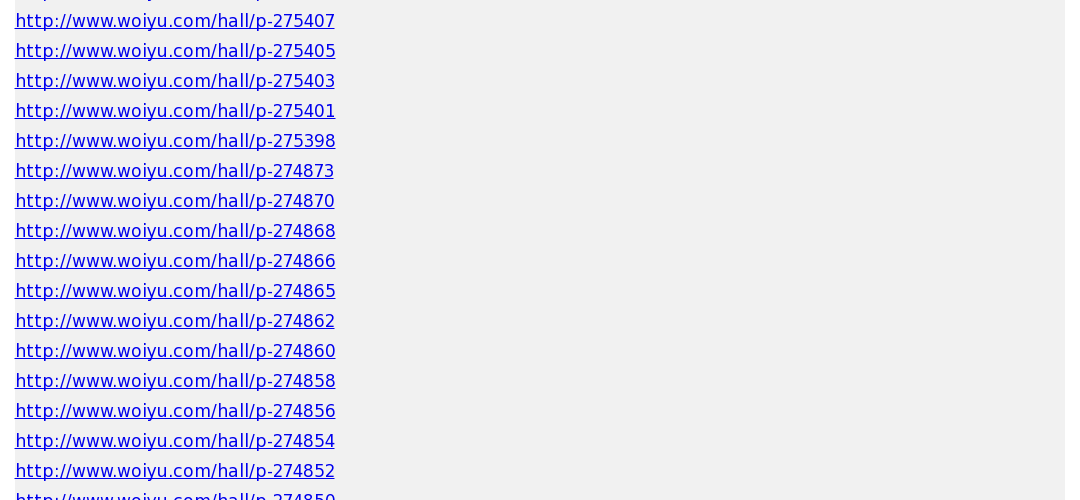 http://www.woiyu.com/hall/p-275407
http://www.woiyu.com/hall/p-275405
http://www.woiyu.com/hall/p-275403
http://www.woiyu.com/hall/p-275401
http://www.woiyu.com/hall/p-275398
http://www.woiyu.com/hall/p-274873
http://www.woiyu.com/hall/p-274870
http://www.woiyu.com/hall/p-274868
http://www.woiyu.com/hall/p-274866
http://www.woiyu.com/hall/p-274865
http://www.woiyu.com/hall/p-274862
http://www.woiyu.com/hall/p-274860
http://www.woiyu.com/hall/p-274858
http://www.woiyu.com/hall/p-274856
http://www.woiyu.com/hall/p-274854
http://www.woiyu.com/hall/p-274852